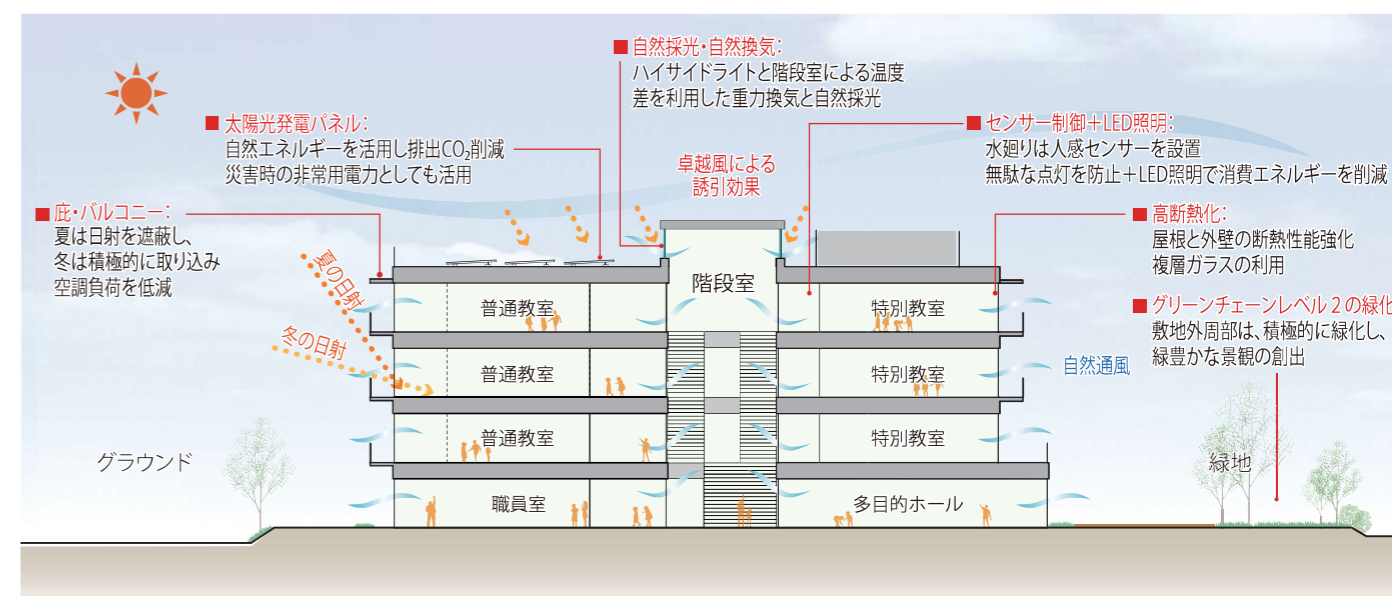 ■ 自然採光・自然換気：
ハイサイドライトと階段室による温度
差を利用した重力換気と自然採光
■ 太陽光発電パネル：
自然エネルギーを活用し排出CO₂削減
災害時の非常用電力としても活用
■ センサー制御＋LED照明：
水廻りは人感センサーを設置
無駄な点灯を防止＋LED照明で消費エネルギーを削減
卓越風による
誘引効果
■ 庇・バルコニー：
夏は日射を遮蔽し、
冬は積極的に取り込み
空調負荷を低減
■ 高断熱化：
屋根と外壁の断熱性能強化
複層ガラスの利用
■ グリーンチェーンレベル２の緑化
敷地外周部は、積極的に緑化し、
緑豊かな景観の創出
夏の日射
冬の日射
階段室
普通教室
特別教室
普通教室
特別教室
自然通風
普通教室
特別教室
グラウンド
緑地
職員室
多目的ホール